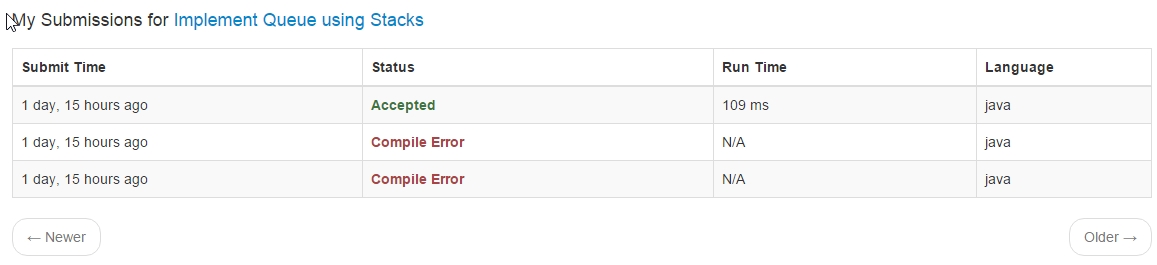 My Submissions for Implement Queue using Stacks
Submit Time Status Run Time Language
1 day, 15 hours ago Accepted 109 ms java
1 day, 15 hours ago Compile Error N/A java
1 day, 15 hours ago Compile Error N/A java
← Newer Older →